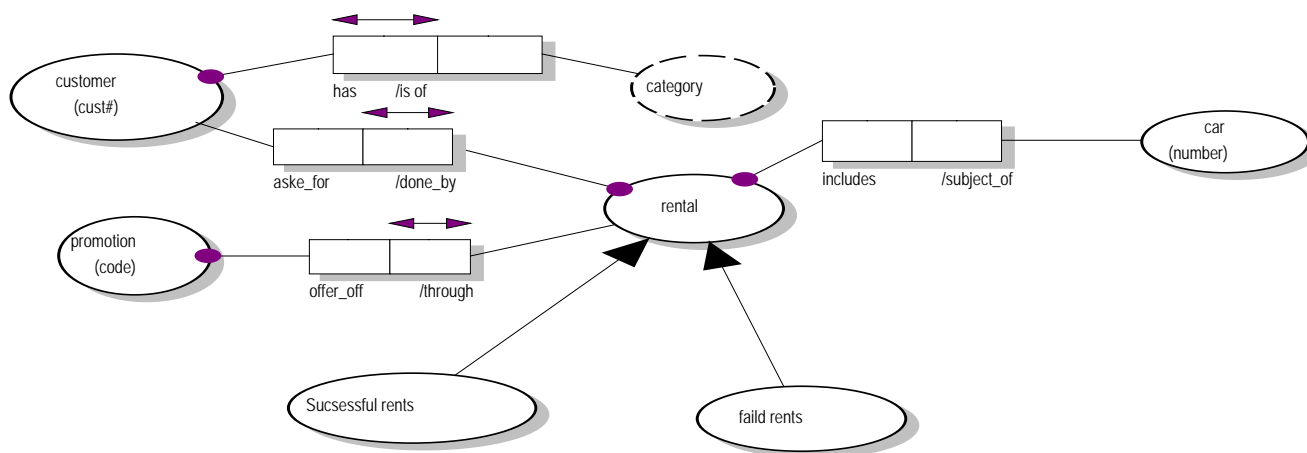 customer
(cust#)
has /is of
category
aske_for /done_by
car
(number)
includes /subject_of
rental
promotion
(code)
offer_off /through
Sucsessful rents
faild rents